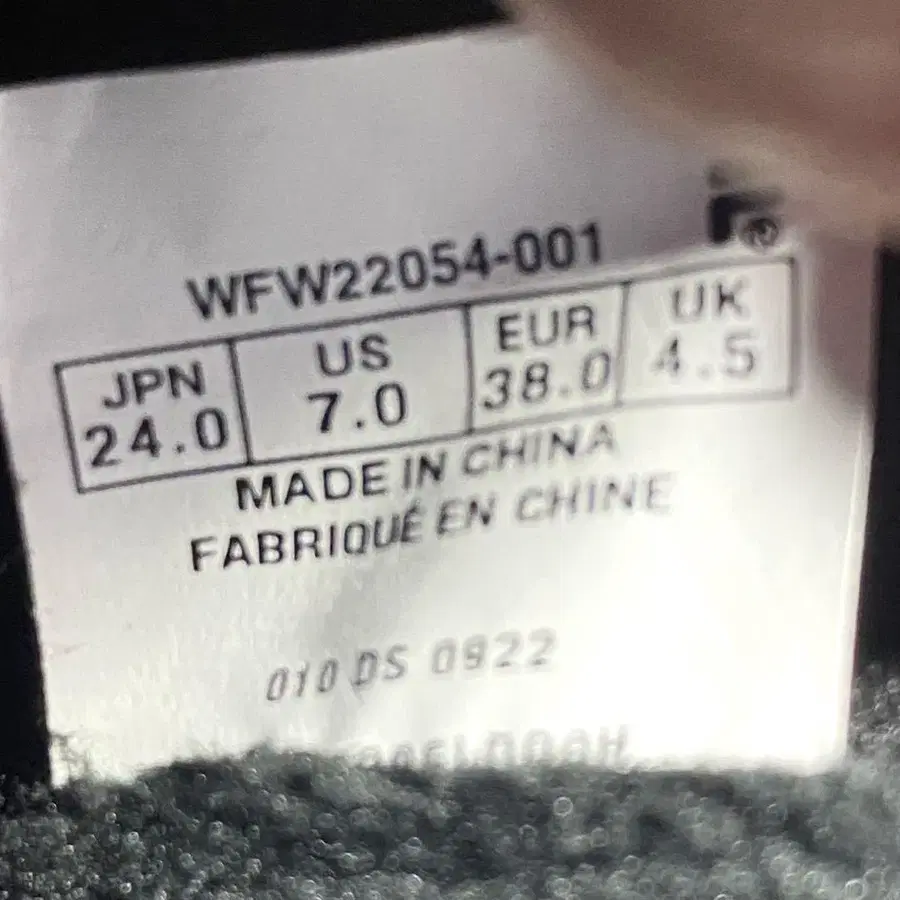 WFW22054-001
JPN US EUR UK
24.0 7.0 38.0 4.5
MADE IN CHINA
FABRIQUÉ EN CHINE
010 DS 0922